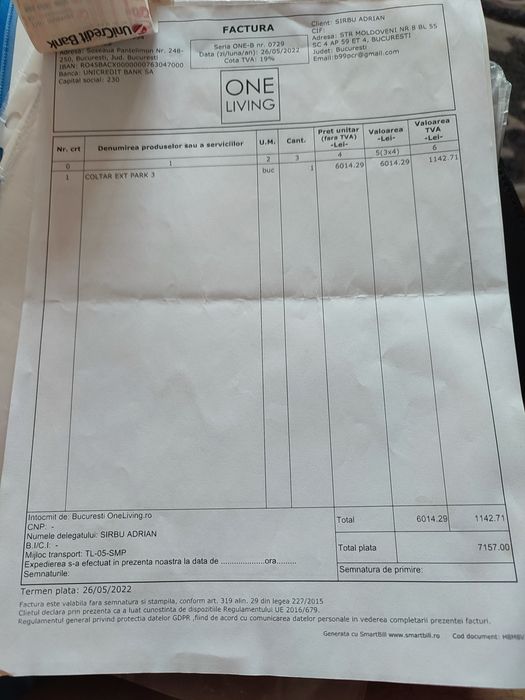 UniCredit Bank
Adresa: Soseaua Pantelimon Nr. 248-
250, Bucuresti, Jud. Bucuresti
IBAN: RO45BACX0000000763047000
Banca: UNICREDIT BANK SA
Capital social: 230
FACTURA
Seria ONE-B nr. 0729
Data (zi/luna/an): 26/05/2022
Cota TVA: 19%
Client: SIRBU ADRIAN
CIF:
Adresa: STR MOLDOVENI NR 8 BL 55
SC 4 AP 59 ET 4, BUCURESTI
Judet: Bucuresti
Email:b99pcr@gmail.com
ONE
LIVING
Nr. crt Denumirea produselor sau a serviciilor U.M. Cant. Pret unitar (fara TVA) -Lei- Valoarea -Lei- Valoarea TVA -Lei-
0 1 2 3 4 5(3x4) 6
1 COLTAR EXT PARK 3 buc 1 6014.29 6014.29 1142.71
Intocmit de: Bucuresti OneLiving.ro
CNP: -
Numele delegatului: SIRBU ADRIAN
B.I/C.I: -
Mijloc transport: TL-05-SMP
Expedierea s-a efectuat in prezenta noastra la data de ....................ora.........
Semnaturile:
Total 6014.29 1142.71
Total plata 7157.00
Semnatura de primire:
Termen plata: 26/05/2022
Factura este valabila fara semnatura si stampila, conform art. 319 alin. 29 din legea 227/2015
Clietul declara prin prezenta ca a luat cunostinta de dispozitiile Regulamentului UE 2016/679.
Regulamentul general privind protectia datelor GDPR ,fiind de acord cu comunicarea datelor personale in vederea completarii prezentei facturi.
Generata cu SmartBill www.smartbill.ro Cod document: